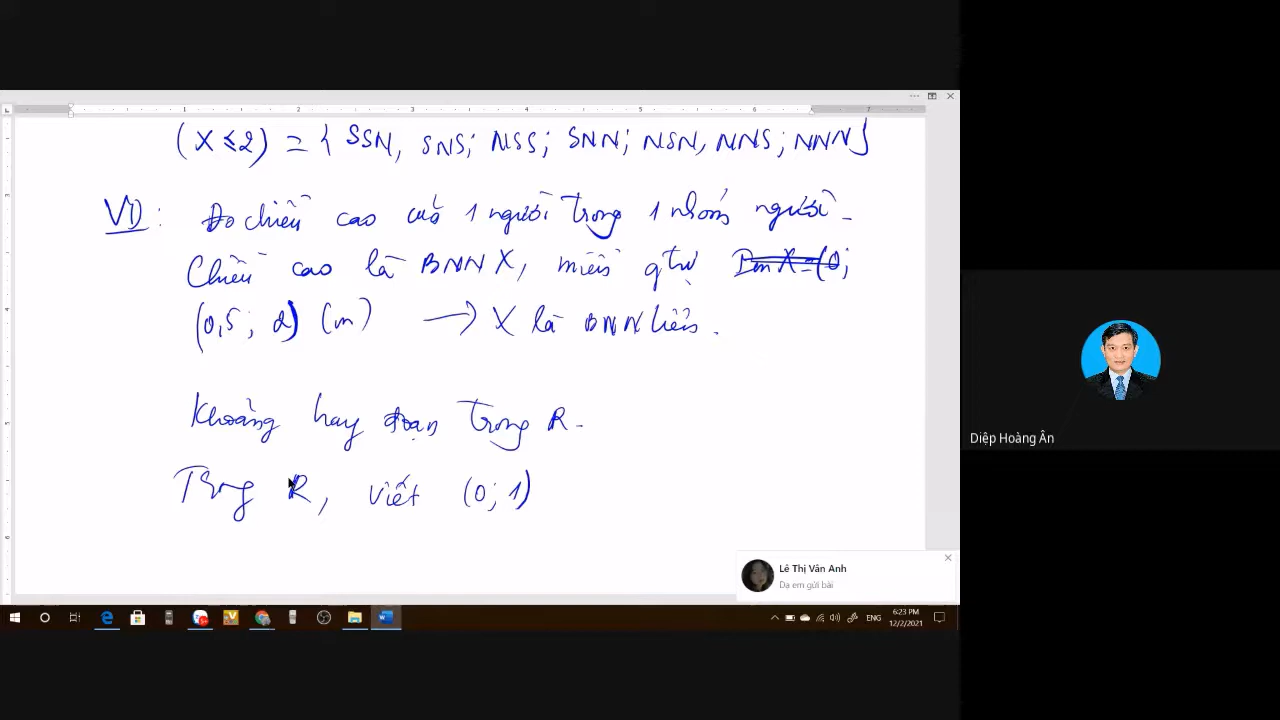 (X ≤ 2) = { SSN, SNS; NSS; SNN; NSN, NNS; NNN}
VD: Đo chiều cao của 1 người trong 1 nhóm người.
Chiều cao là BNN X, miền gtrị
(0,5; 2) (m) → X là BNN liên.
Khoảng hay đoạn trong R.
Trong R, viết (0; 1)
Diệp Hoàng Ân
Lê Thị Vân Anh
Dạ em gửi bài
6:23 PM
ENG
12/2/2021